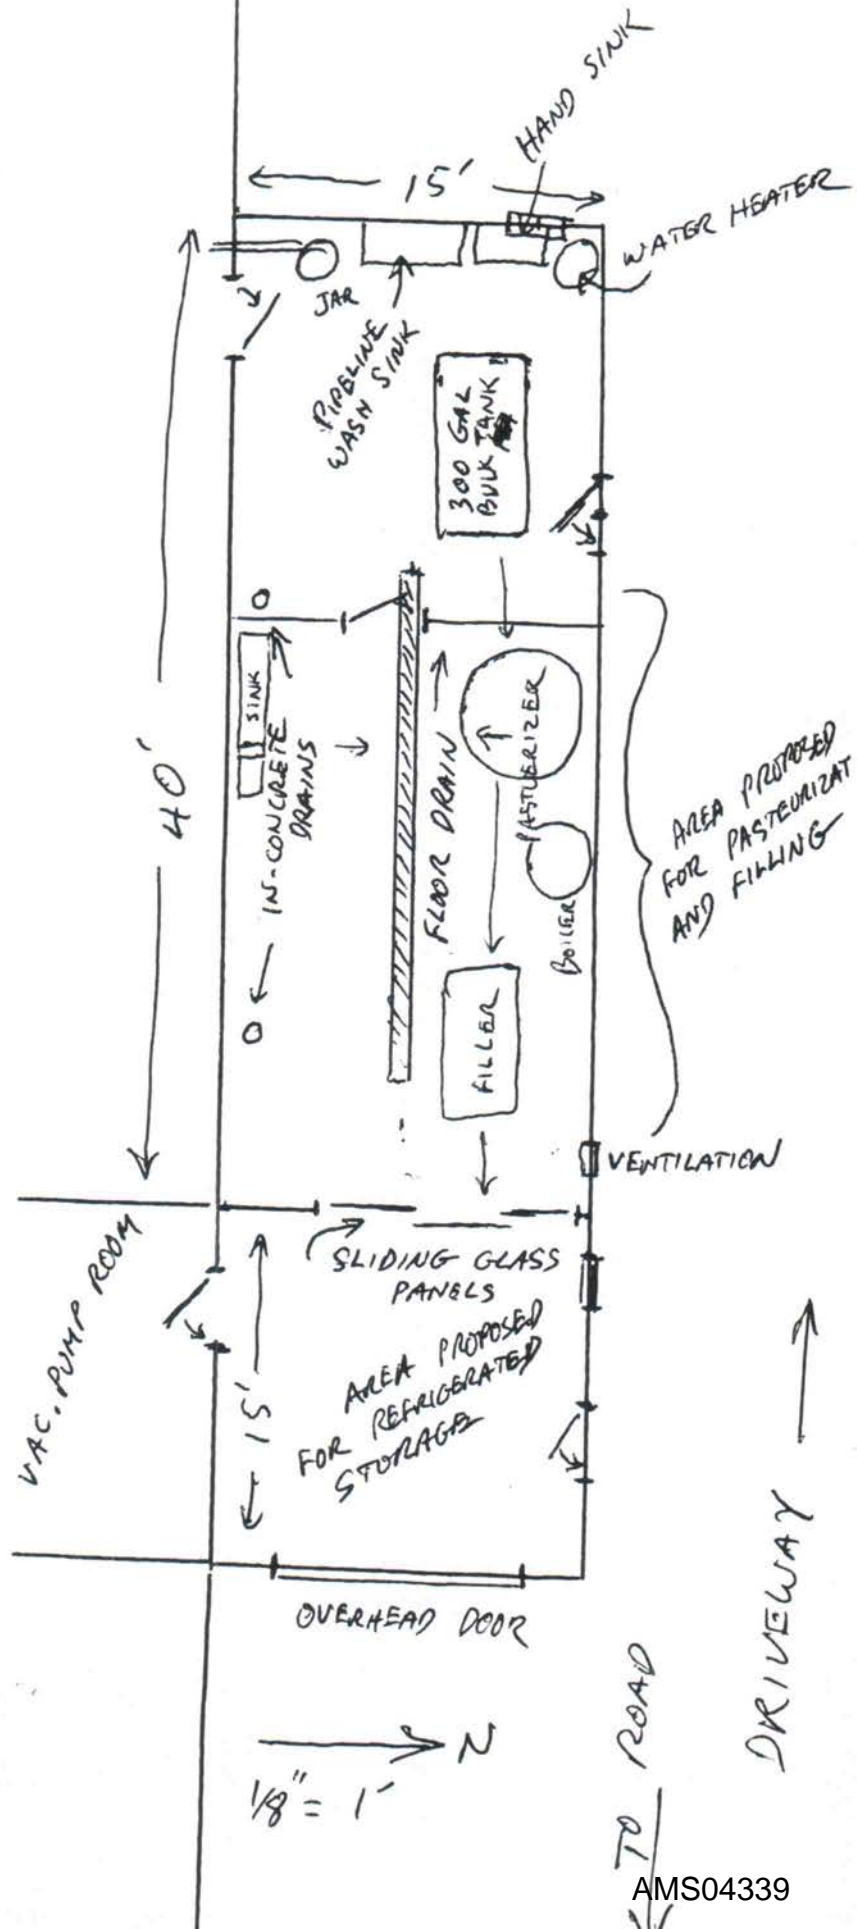 HAND SINK
15'
WATER HEATER
JAR
PIPELINE
WASH SINK
300 GAL
BULK TANK
40'
SINK
IN-CONCRETE
DRAINS
FLOOR DRAIN
PASTUERIZER
BOILER
FILLER
AREA PROPOSED
FOR PASTEURIZAT
AND FILLING
VENTILATION
SLIDING GLASS
PANELS
VAC. PUMP ROOM
15'
AREA PROPOSED
FOR REFRIGERATED
STORAGE
OVERHEAD DOOR
N
1/8" = 1'
TO ROAD
DRIVEWAY
AMS04339